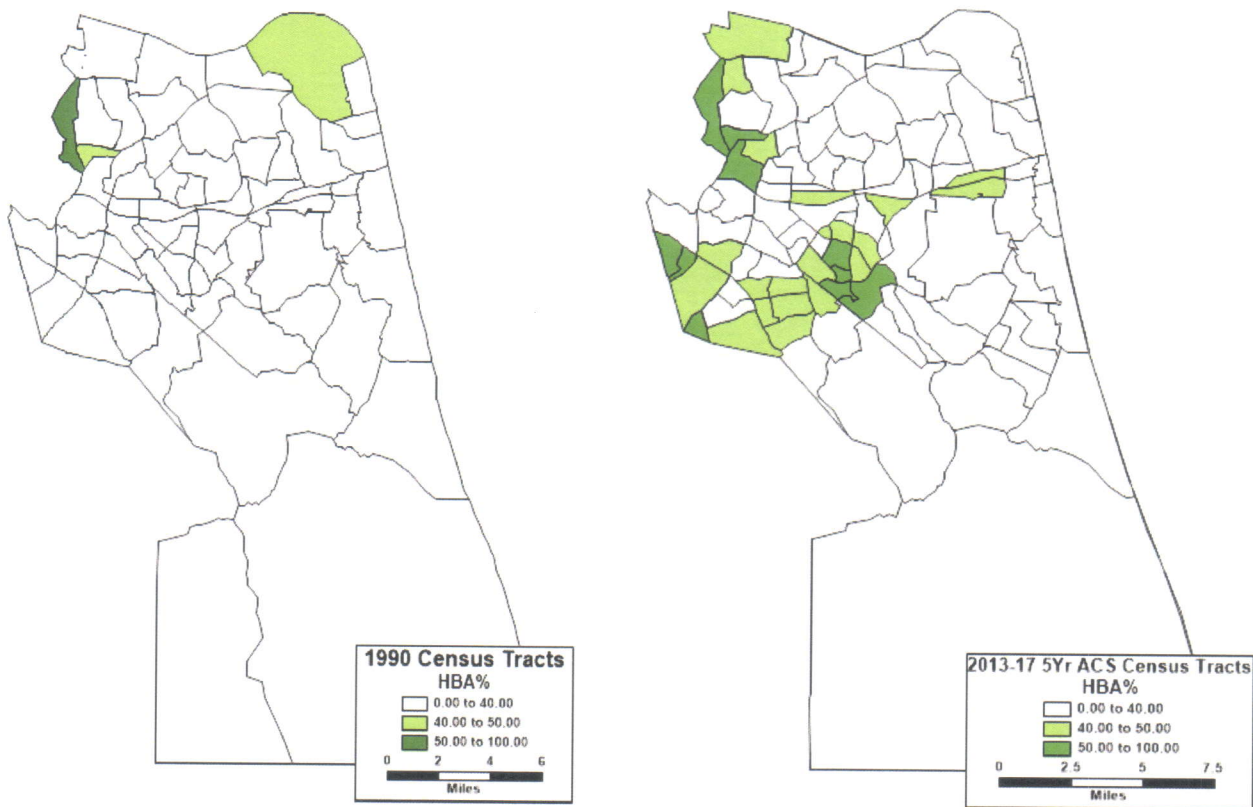 1990 Census Tracts
HBA%
0.00 to 40.00
40.00 to 50.00
50.00 to 100.00
0 2 4 6
Miles
2013-17 5Yr ACS Census Tracts
HBA%
0.00 to 40.00
40.00 to 50.00
50.00 to 100.00
0 2.5 5 7.5
Miles